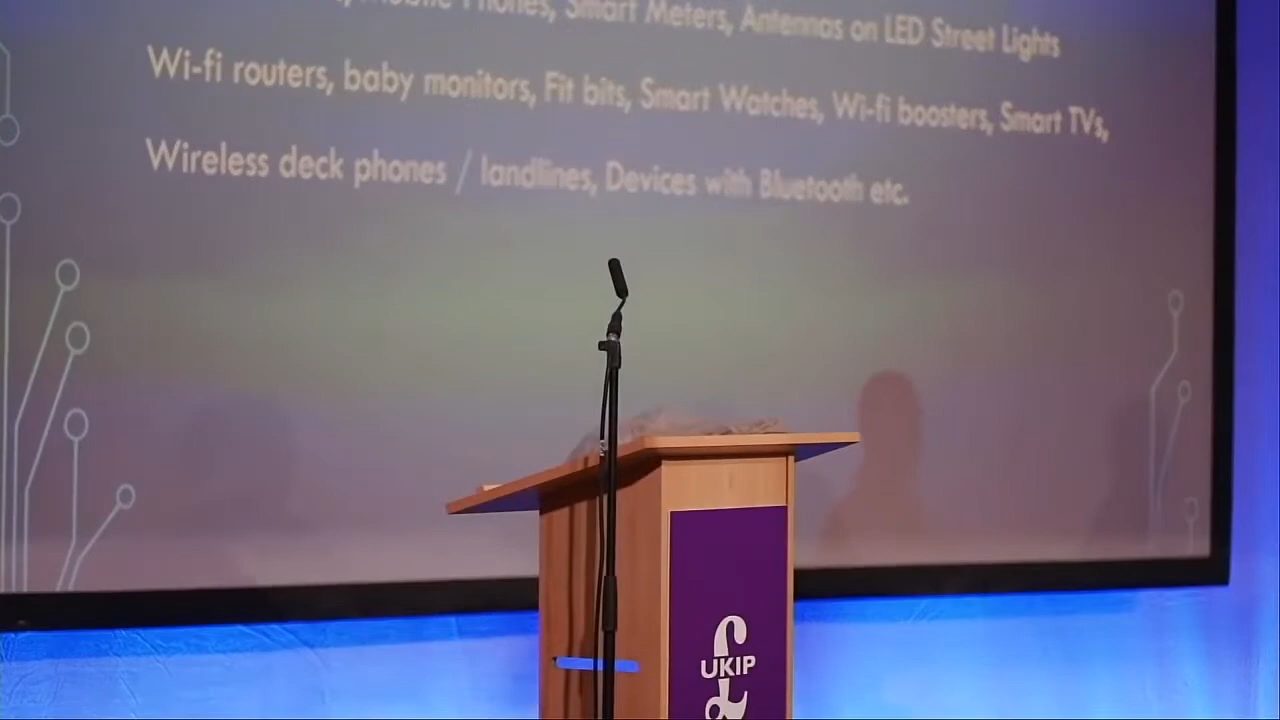 Mobile Phones, Smart Meters, Antennas on LED Street Lights
Wi-fi routers, baby monitors, Fit bits, Smart Watches, Wi-fi boosters, Smart TVs,
Wireless deck phones / landlines, Devices with Bluetooth etc.
UKIP